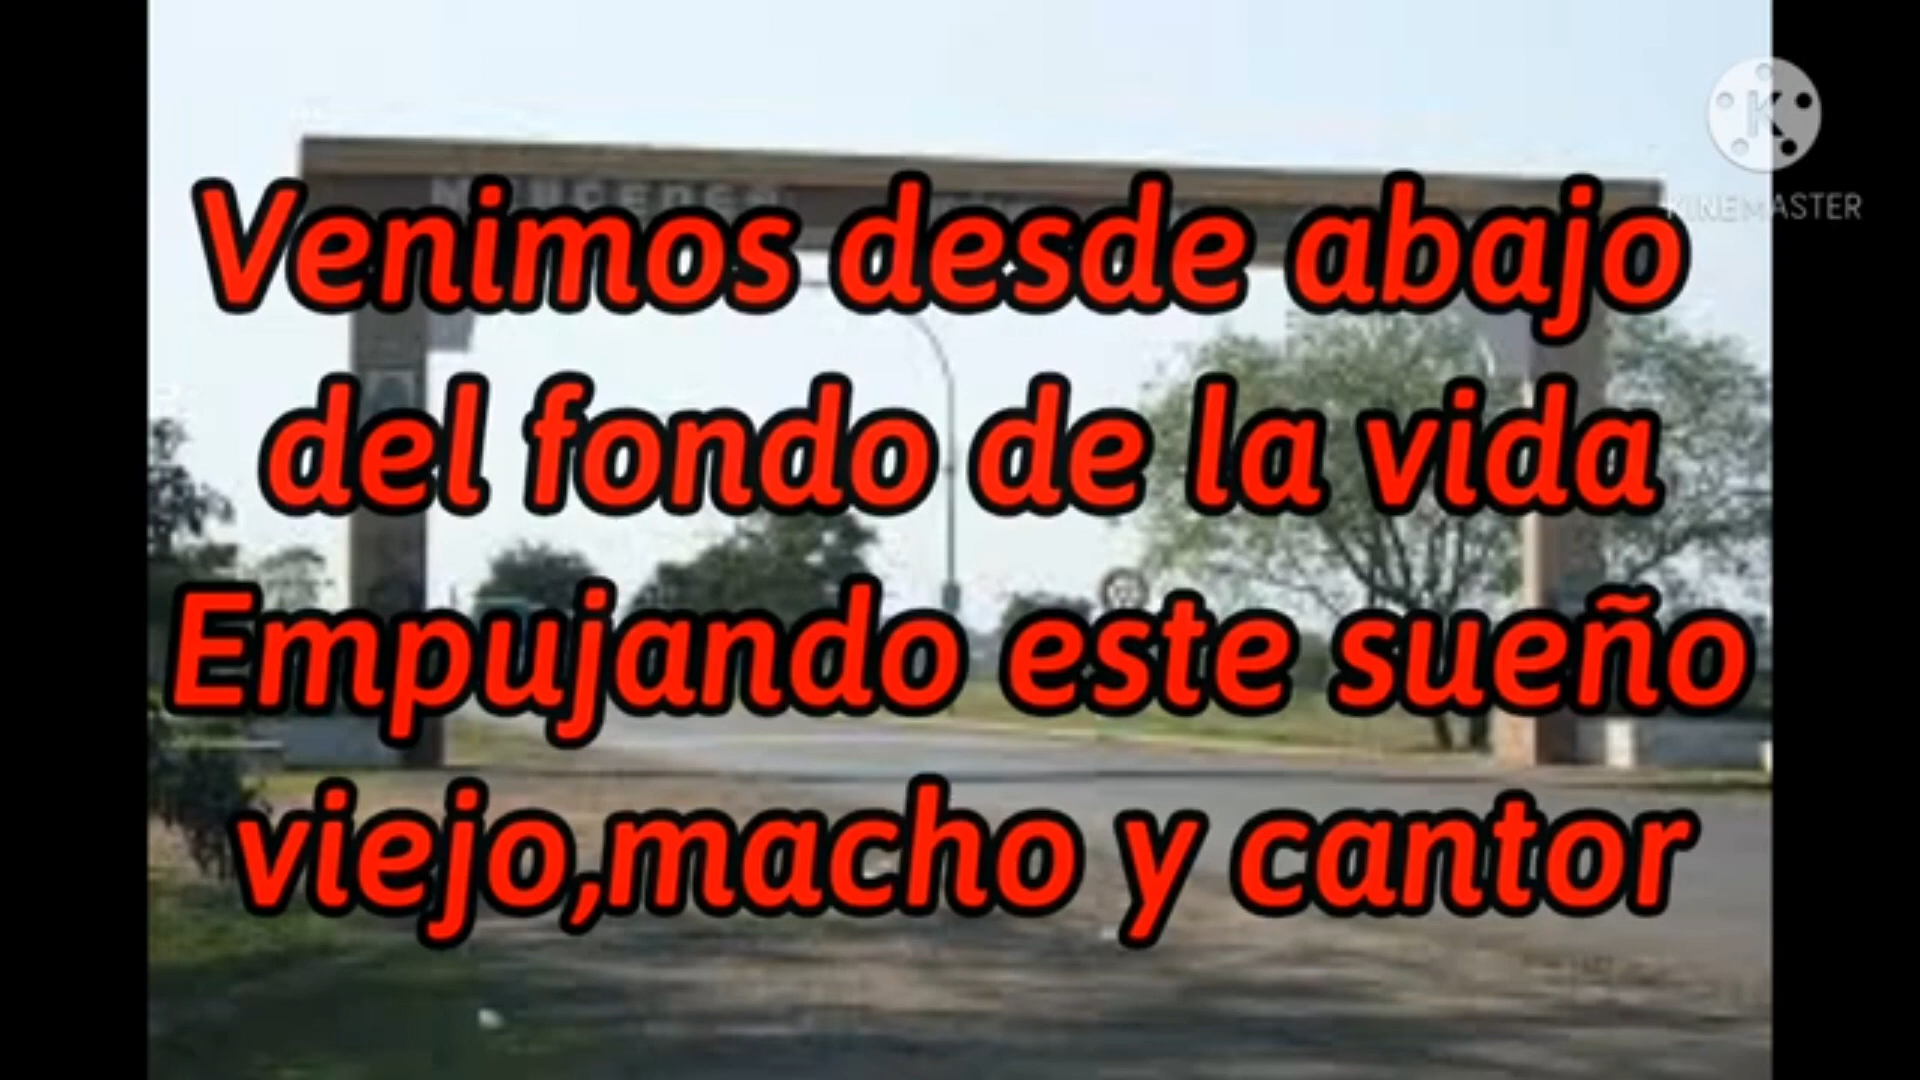 KINEMASTER
Venimos desde abajo
del fondo de la vida
Empujando este sueño
viejo,macho y cantor